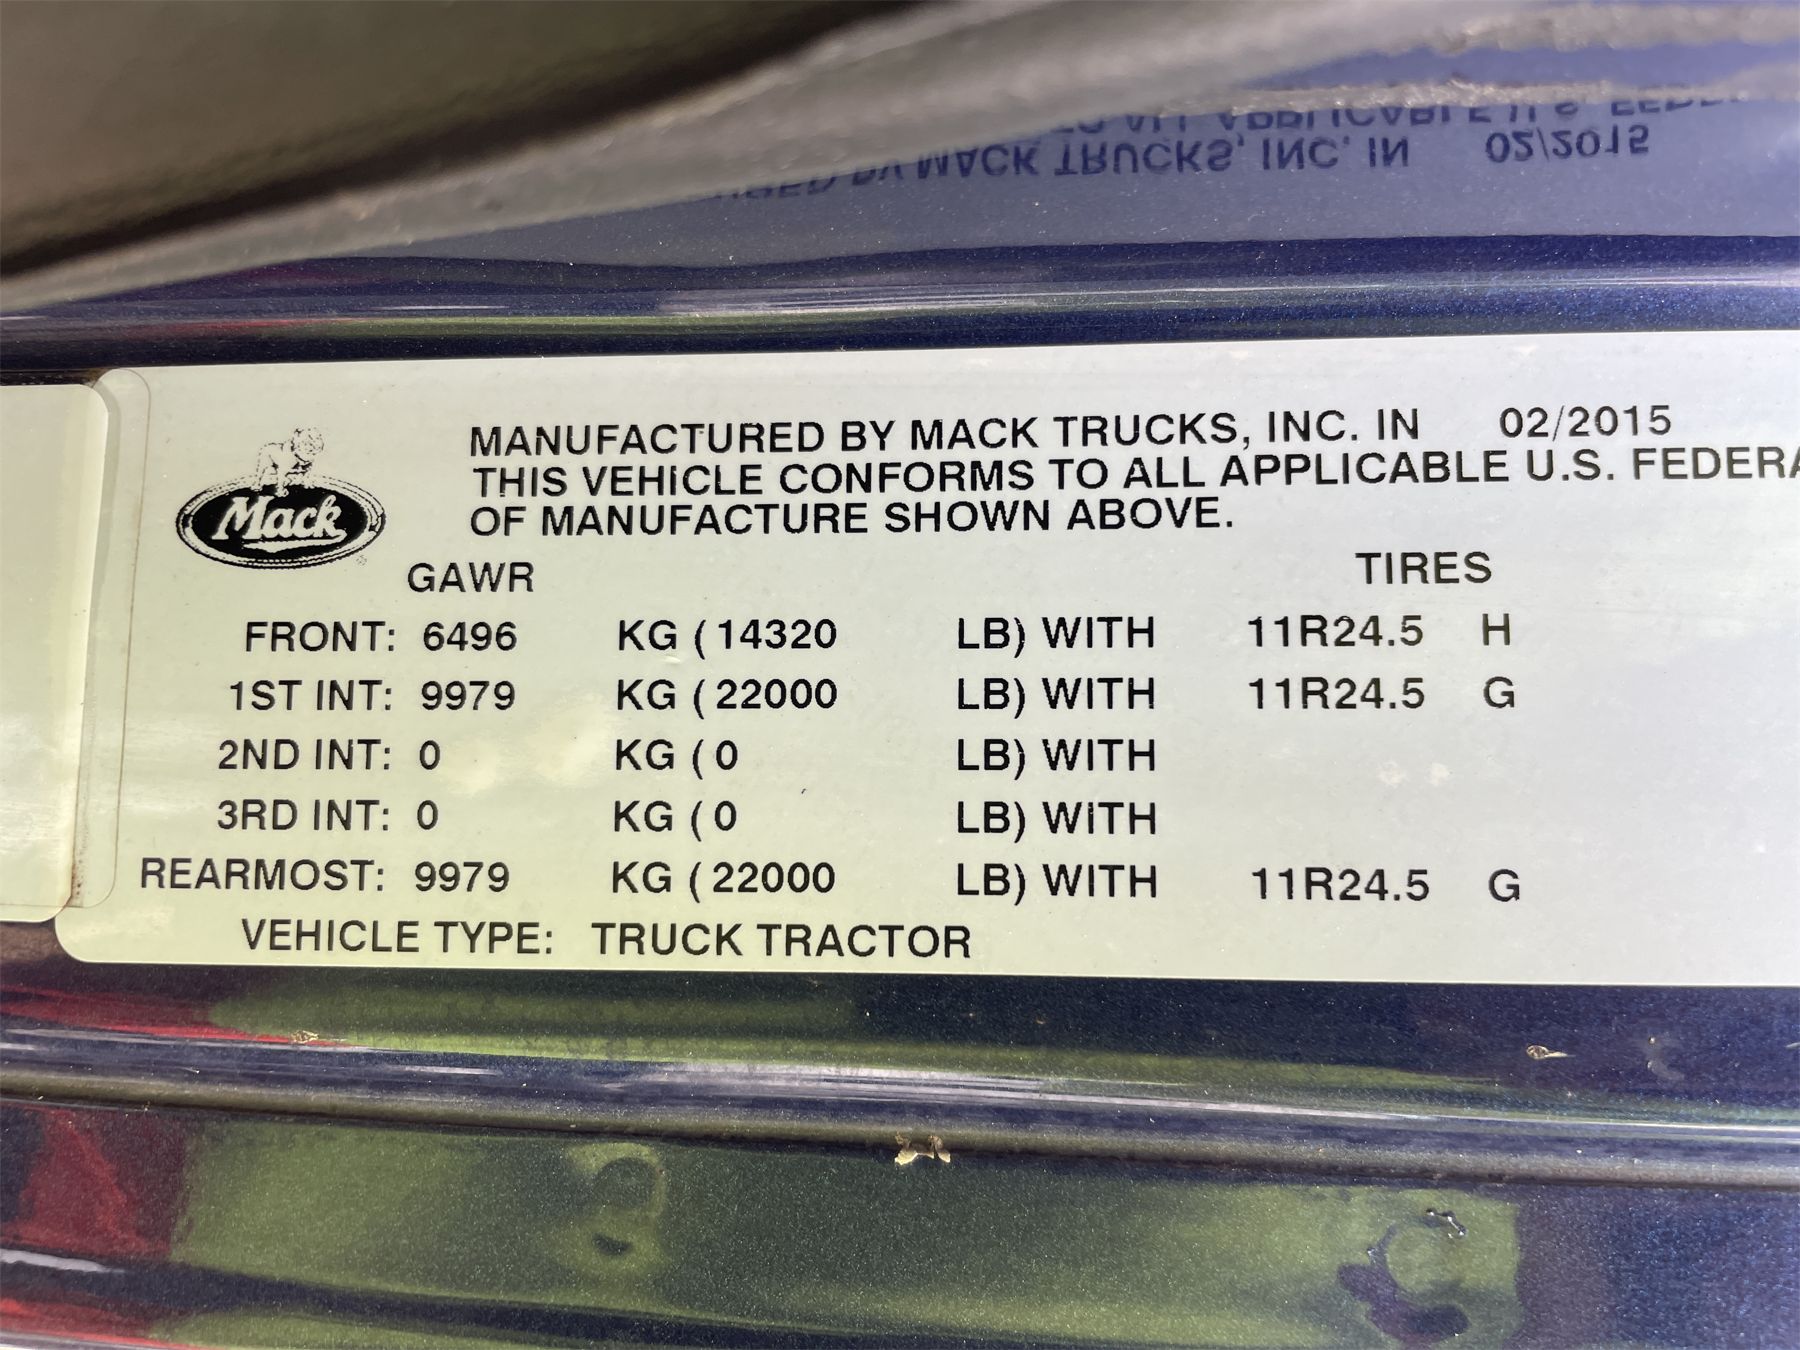 MANUFACTURED BY MACK TRUCKS, INC. IN 02/2015
THIS VEHICLE CONFORMS TO ALL APPLICABLE U.S. FEDERA
OF MANUFACTURE SHOWN ABOVE.
Mack
GAWR TIRES
FRONT: 6496 KG (14320 LB) WITH 11R24.5 H
1ST INT: 9979 KG (22000 LB) WITH 11R24.5 G
2ND INT: 0 KG (0 LB) WITH
3RD INT: 0 KG (0 LB) WITH
REARMOST: 9979 KG (22000 LB) WITH 11R24.5 G
VEHICLE TYPE: TRUCK TRACTOR